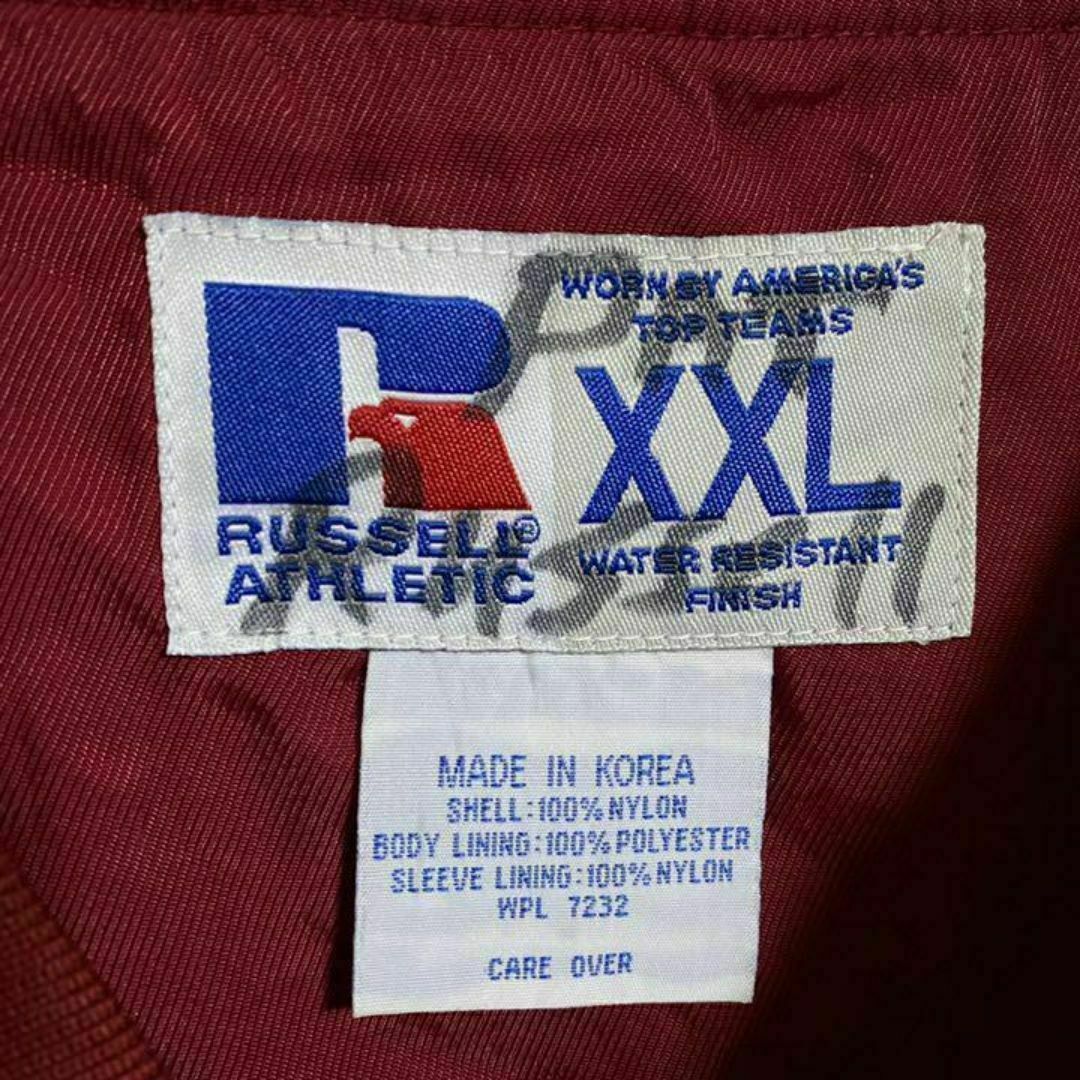 WORN BY AMERICA'S
TOP TEAMS
XXL
RUSSELL®
ATHLETIC
WATER RESISTANT
FINISH
MADE IN KOREA
SHELL:100%NYLON
BODY LINING:100%POLYESTER
SLEEVE LINING:100%NYLON
WPL 7232
CARE OVER